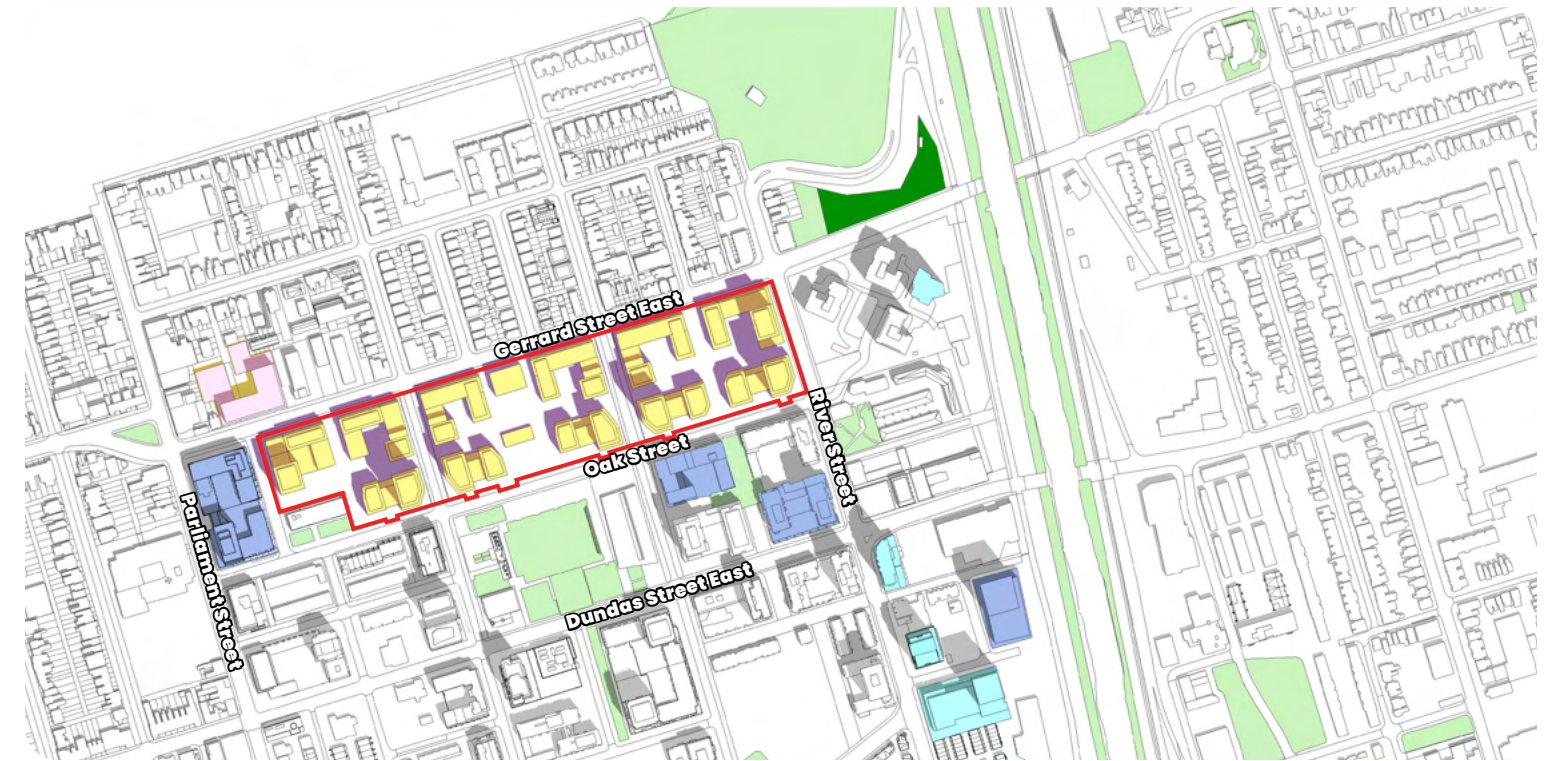 Gerrard Street East
River Street
Oak Street
Parliament Street
Dundas Street East